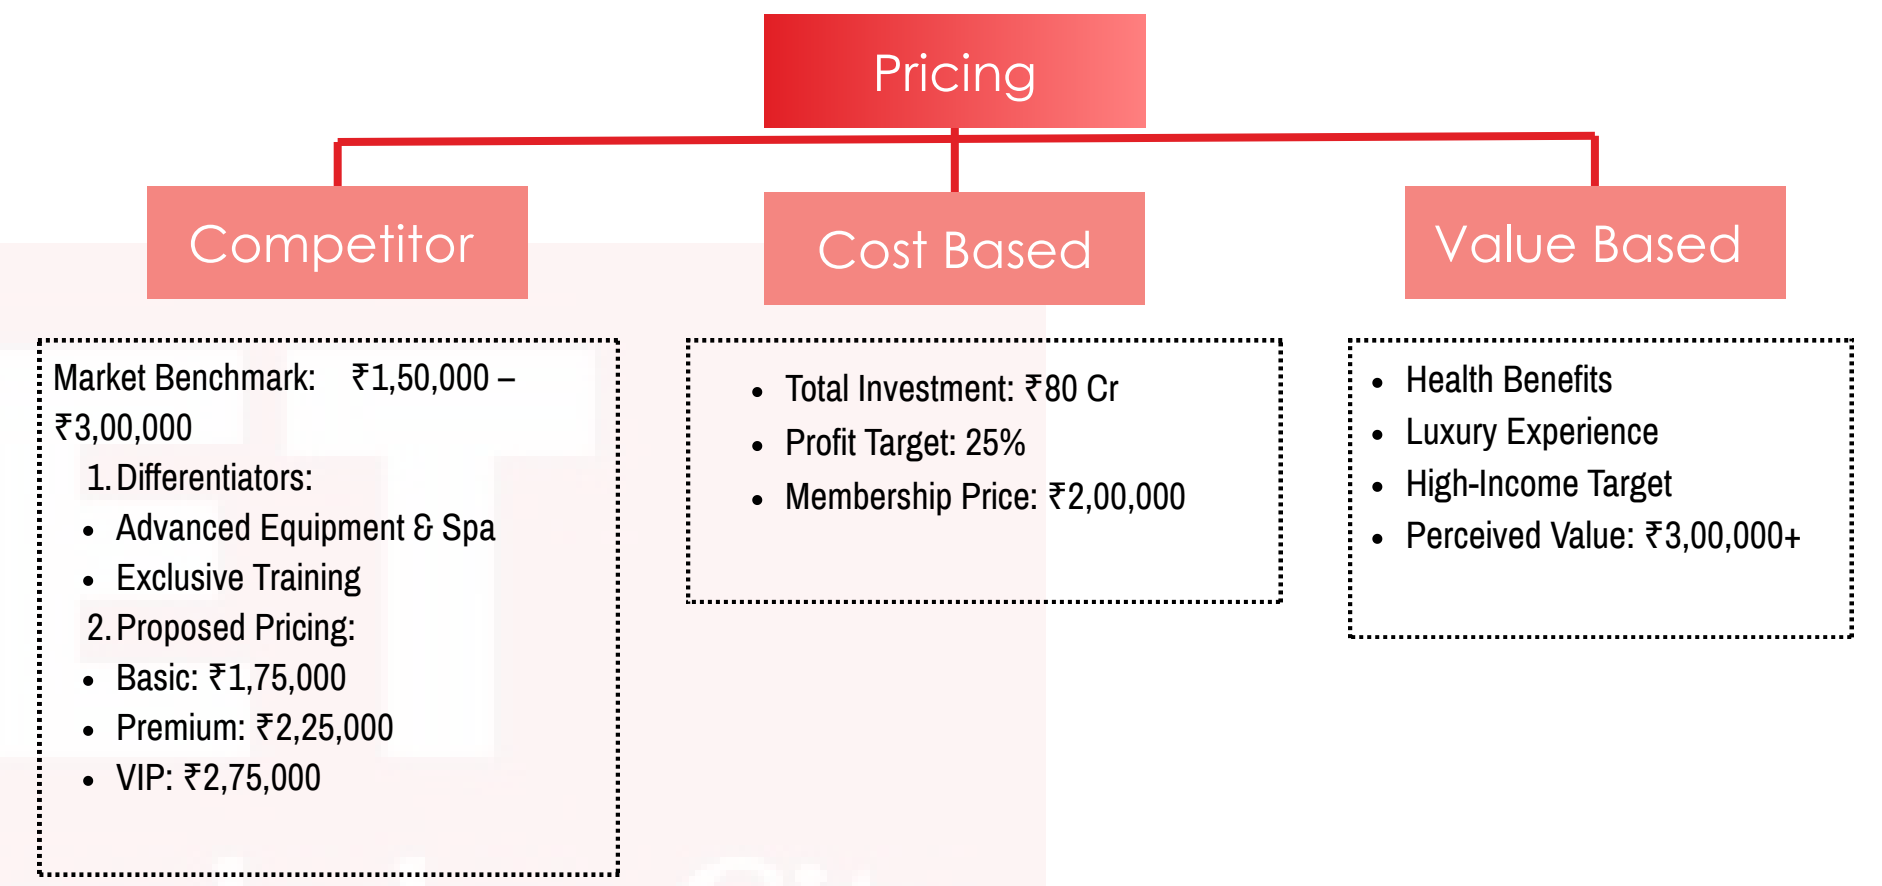 Pricing
Competitor
Cost Based
Value Based
Market Benchmark: ₹1,50,000 –
₹3,00,000
1. Differentiators:
• Advanced Equipment & Spa
• Exclusive Training
2. Proposed Pricing:
• Basic: ₹1,75,000
• Premium: ₹2,25,000
• VIP: ₹2,75,000
• Total Investment: ₹80 Cr
• Profit Target: 25%
• Membership Price: ₹2,00,000
• Health Benefits
• Luxury Experience
• High-Income Target
• Perceived Value: ₹3,00,000+